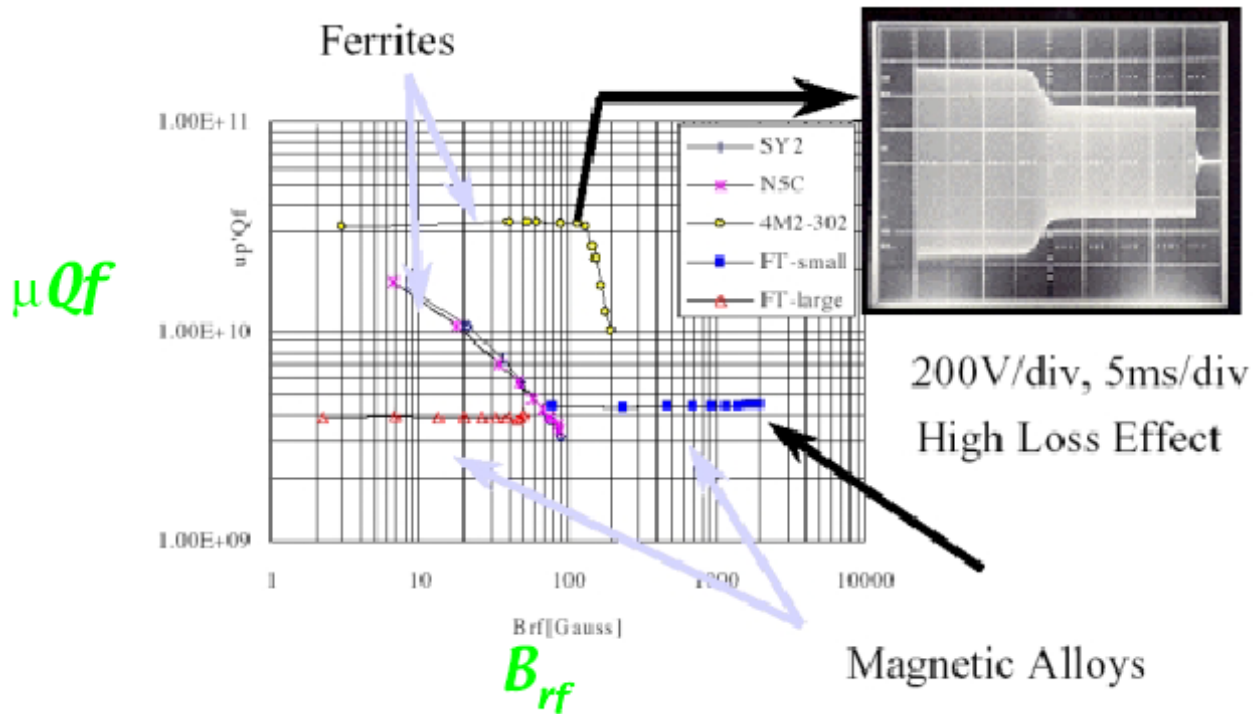 Ferrites
1.00E+11
1.00E+10
1.00E+09
up'Qf
μQf
SY2
N5C
4M2-302
FT-small
FT-large
200V/div, 5ms/div
High Loss Effect
1
10
100
1000
10000
Brf[Gauss]
Brf
Magnetic Alloys